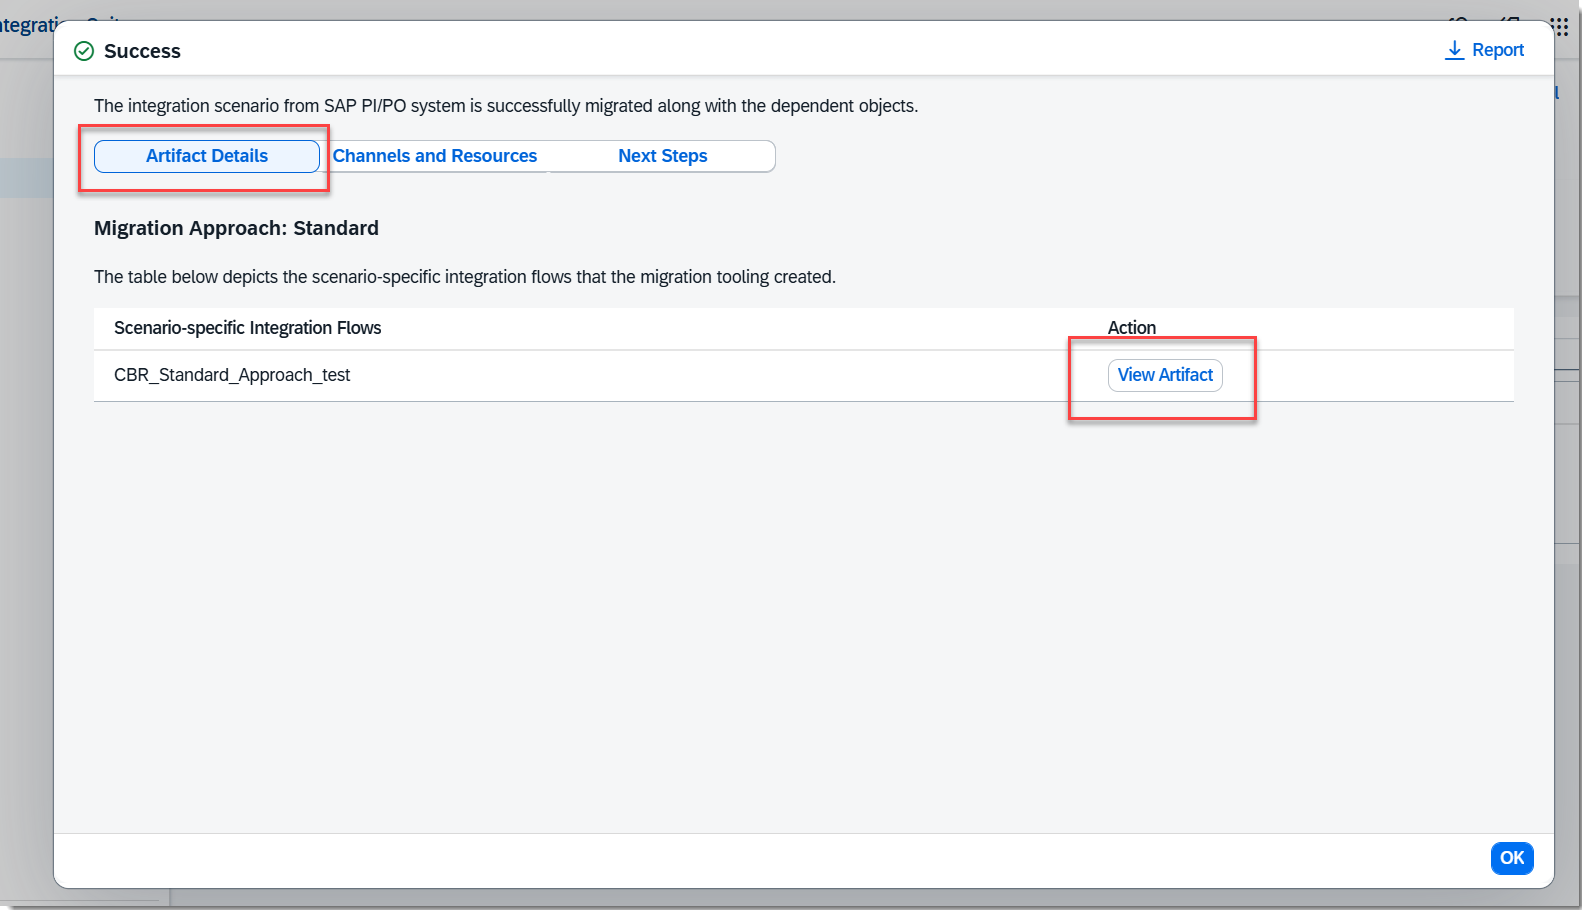 Success
Report
The integration scenario from SAP PI/PO system is successfully migrated along with the dependent objects.
Artifact Details
Channels and Resources
Next Steps
Migration Approach: Standard
The table below depicts the scenario-specific integration flows that the migration tooling created.
Scenario-specific Integration Flows
Action
CBR_Standard_Approach_test
View Artifact
OK